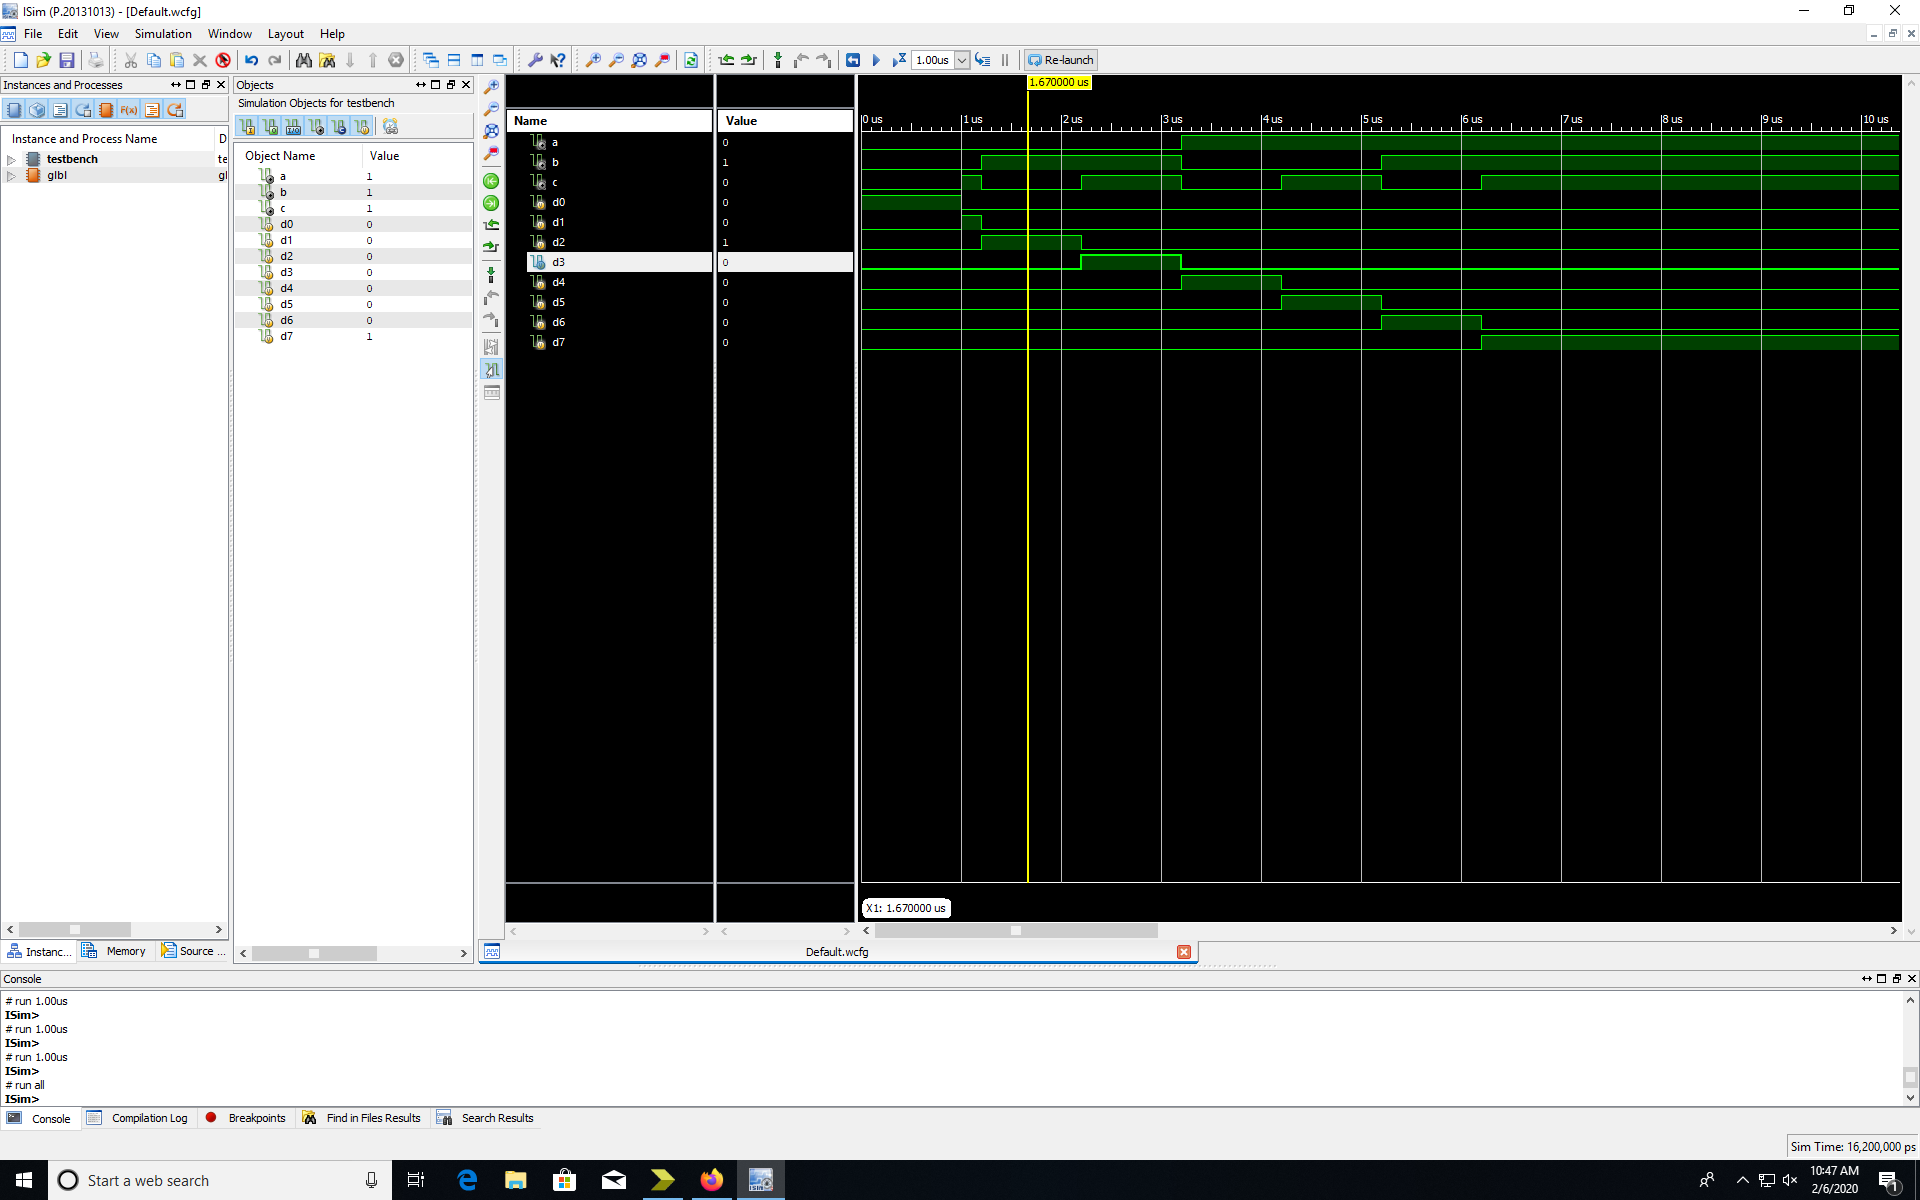 ISim (P.20131013) - [Default.wcfg]
File Edit View Simulation Window Layout Help
1.00us Re-launch
Instances and Processes
Instance and Process Name D
testbench te
glbl gl
Instanc... Memory Source ...
Objects
Simulation Objects for testbench
Object Name Value
a 1
b 1
c 1
d0 0
d1 0
d2 0
d3 0
d4 0
d5 0
d6 0
d7 1
Name Value
a 0
b 1
c 0
d0 0
d1 0
d2 1
d3 0
d4 0
d5 0
d6 0
d7 0
1.670000 us
0 us 1 us 2 us 3 us 4 us 5 us 6 us 7 us 8 us 9 us 10 us
X1: 1.670000 us
Default.wcfg
Console
# run 1.00us
ISim>
# run 1.00us
ISim>
# run 1.00us
ISim>
# run all
ISim>
Console Compilation Log Breakpoints Find in Files Results Search Results
Sim Time: 16,200,000 ps
Start a web search
ISim
10:47 AM
2/6/2020
1